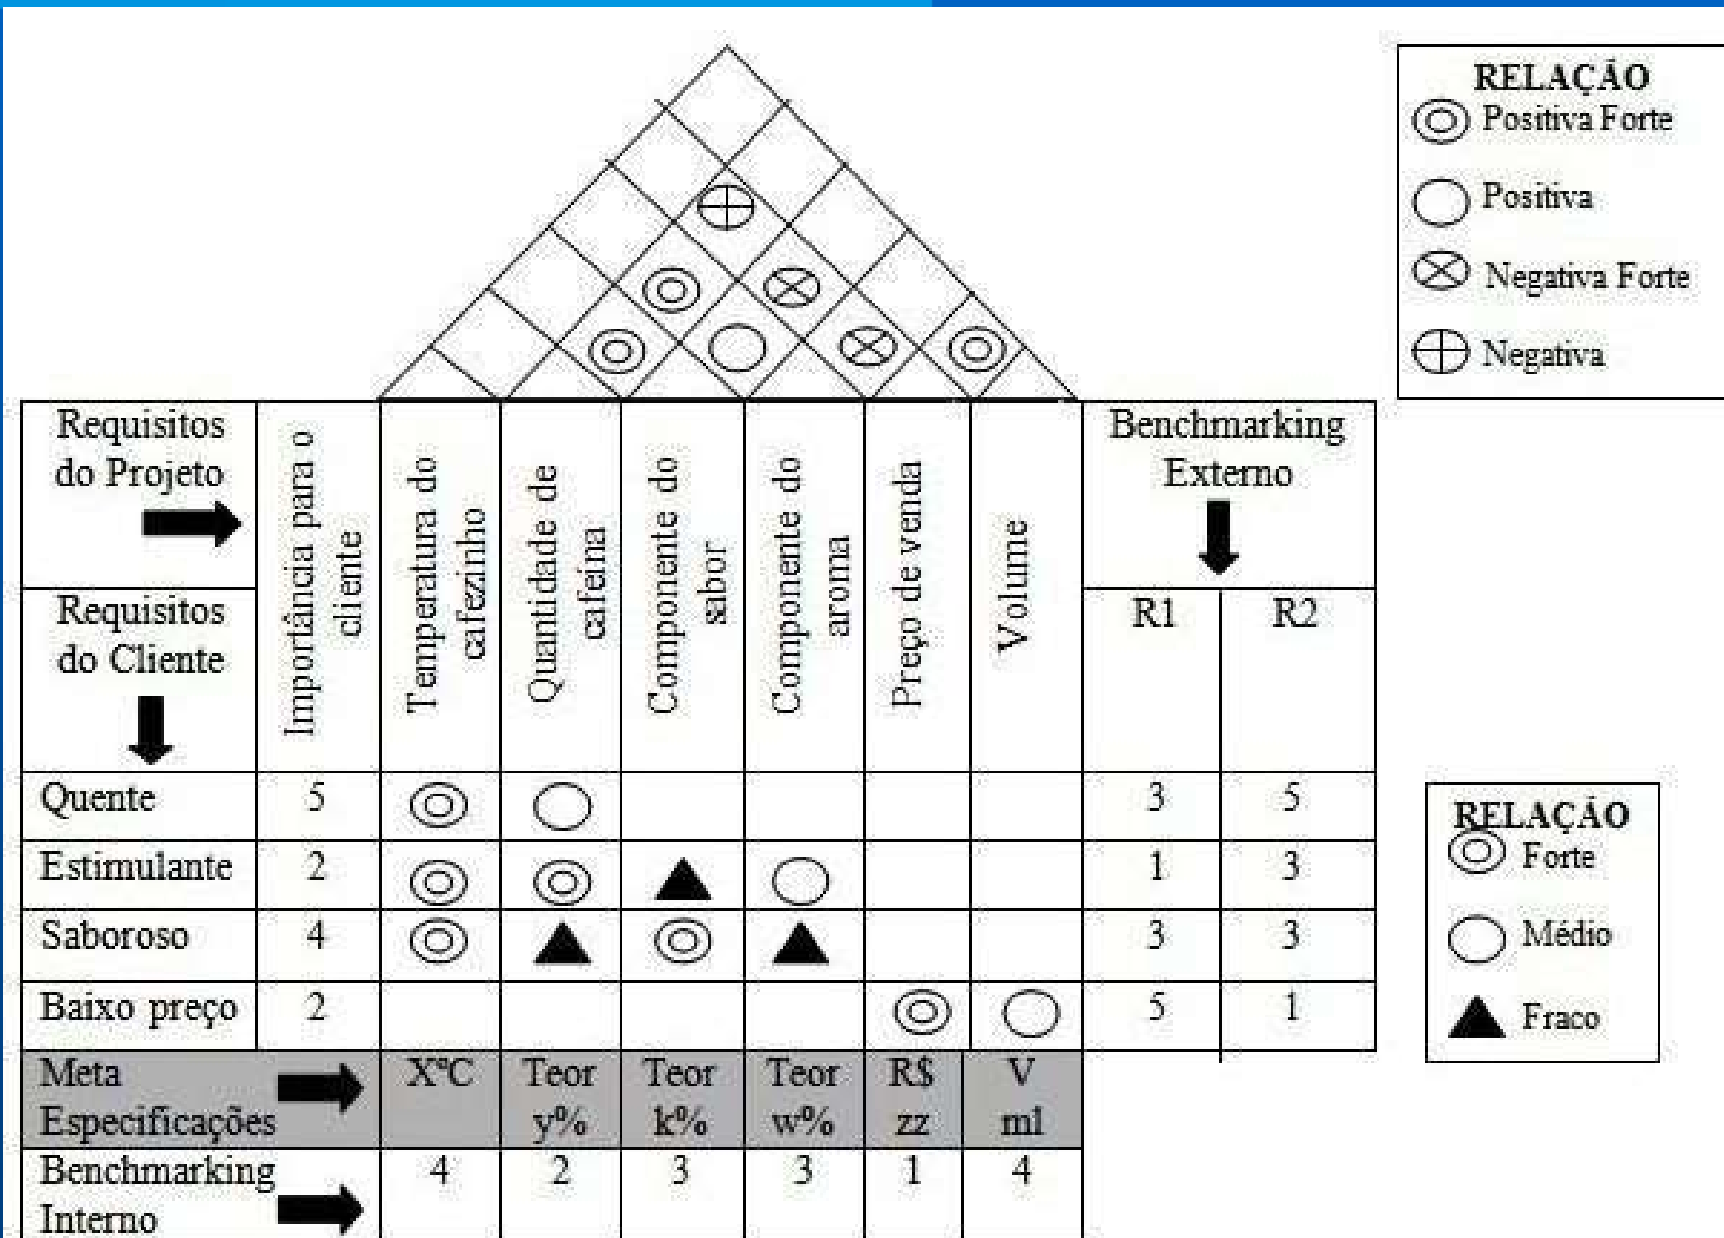 RELAÇÃO
Positiva Forte
Positiva
Negativa Forte
Negativa
Requisitos
do Projeto
Importância para o
cliente
Temperatura do
cafezinho
Quantidade de
cafeína
Componente do
sabor
Componente do
aroma
Preço de venda
Volume
Benchmarking
Externo
Requisitos
do Cliente
R1 R2
Quente 5 3 5
Estimulante 2 1 3
Saboroso 4 3 3
Baixo preço 2 5 1
RELAÇÃO
Forte
Médio
Fraco
Meta
Especificações
XºC
Teor
y%
Teor
k%
Teor
w%
R$
zz
V
ml
Benchmarking
Interno
4 2 3 3 1 4